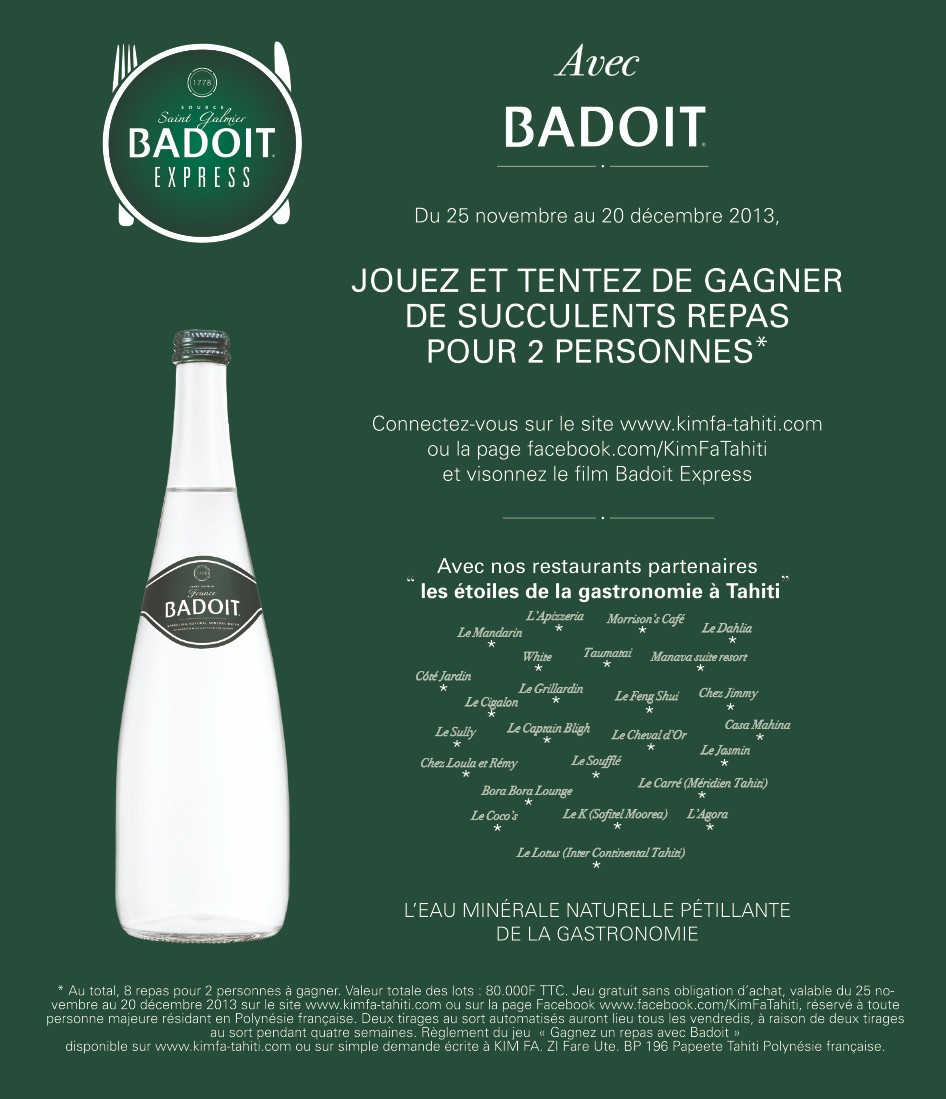 1778
SOURCE
Saint Galmier
BADOIT
EXPRESS
Avec
BADOIT
Du 25 novembre au 20 décembre 2013,
JOUEZ ET TENTEZ DE GAGNER
DE SUCCULENTS REPAS
POUR 2 PERSONNES*
Connectez-vous sur le site www.kimfa-tahiti.com
ou la page facebook.com/KimFaTahiti
et visonnez le film Badoit Express
Avec nos restaurants partenaires
“ les étoiles de la gastronomie à Tahiti ”
L'Apizzeria
Morrison's Café
Le Mandarin
Le Dahlia
White
Taumatai
Manava suite resort
Côté Jardin
Le Grillardin
Le Cigalon
Le Feng Shui
Chez Jimmy
Le Sully
Le Captain Bligh
Le Cheval d'Or
Casa Mahina
Chez Loula et Rémy
Le Soufflé
Le Jasmin
Bora Bora Lounge
Le Carré (Méridien Tahiti)
Le Coco's
Le K (Sofitel Moorea)
L'Agora
Le Lotus (Inter Continental Tahiti)
1778
France
BADOIT
SPARKLING NATURAL MINERAL WATER
L'EAU MINÉRALE NATURELLE PÉTILLANTE
DE LA GASTRONOMIE
* Au total, 8 repas pour 2 personnes à gagner. Valeur totale des lots : 80.000F TTC. Jeu gratuit sans obligation d'achat, valable du 25 no-
vembre au 20 décembre 2013 sur le site www.kimfa-tahiti.com ou sur la page Facebook www.facebook.com/KimFaTahiti, réservé à toute
personne majeure résidant en Polynésie française. Deux tirages au sort automatisés auront lieu tous les vendredis, à raison de deux tirages
au sort pendant quatre semaines. Règlement du jeu « Gagnez un repas avec Badoit »
disponible sur www.kimfa-tahiti.com ou sur simple demande écrite à KIM FA. ZI Fare Ute. BP 196 Papeete Tahiti Polynésie française.